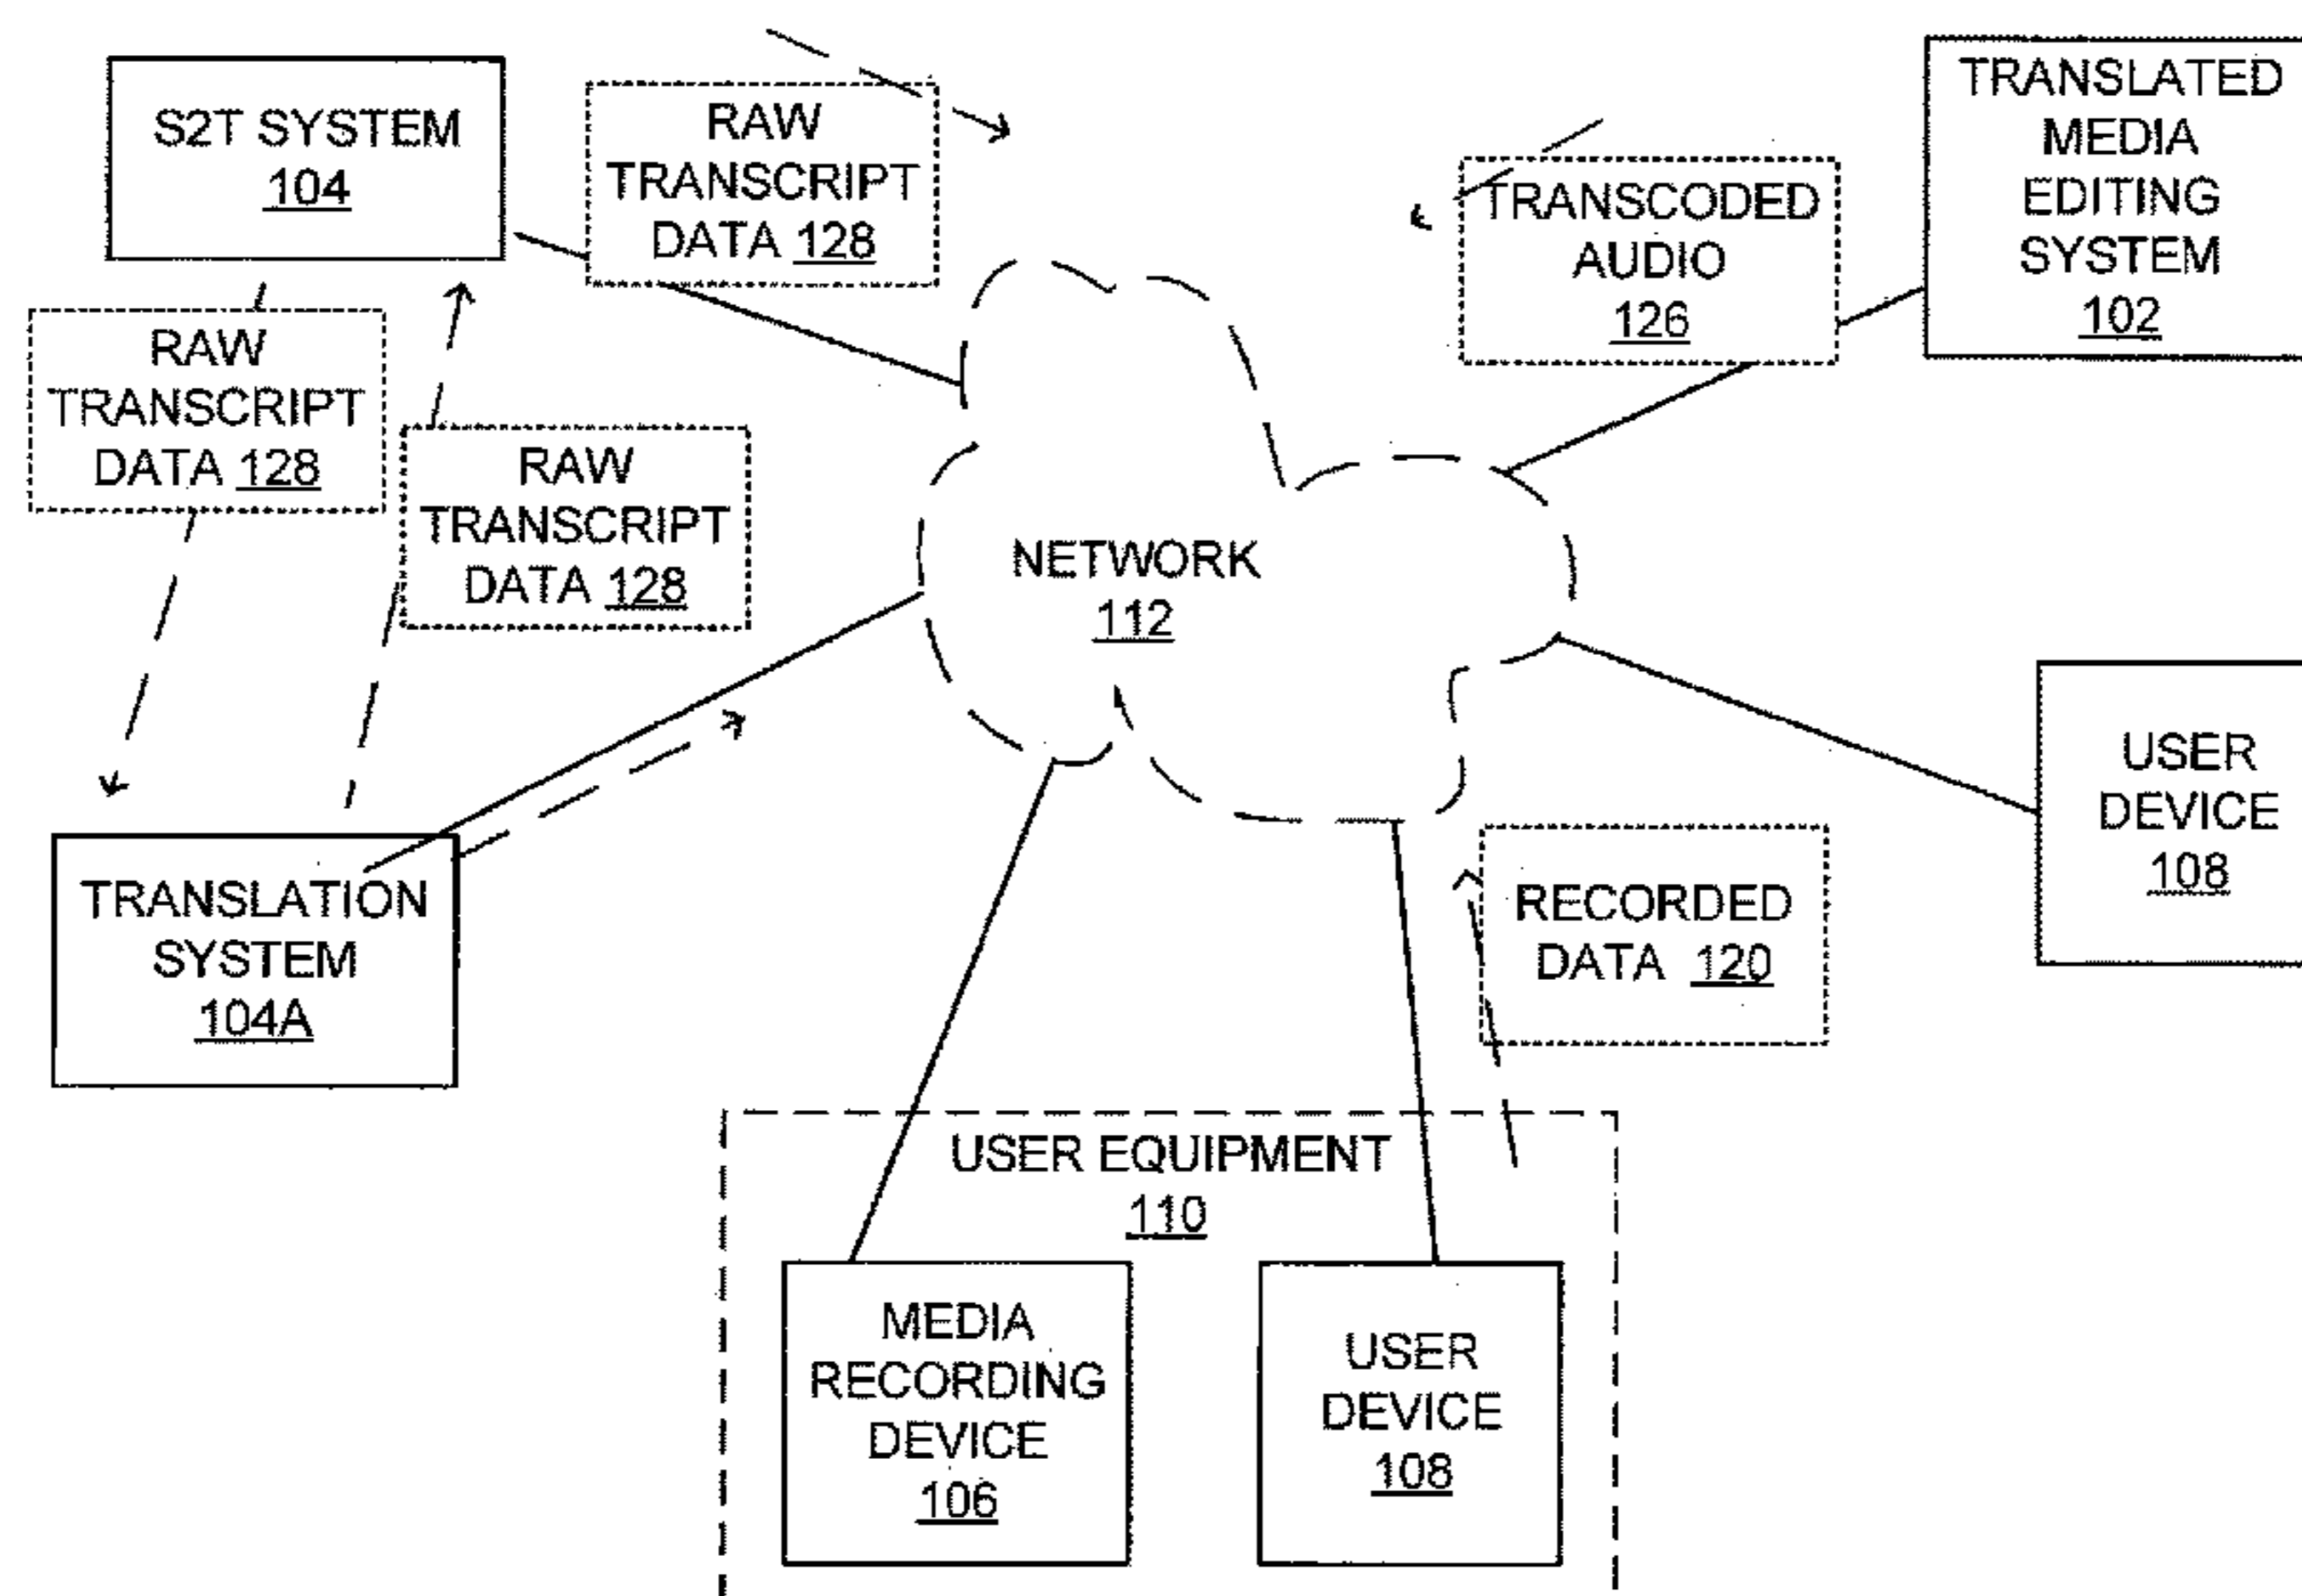 S2T SYSTEM
104
RAW
TRANSCRIPT
DATA 128
TRANSCODED
AUDIO
126
TRANSLATED
MEDIA
EDITING
SYSTEM
102
RAW
TRANSCRIPT
DATA 128
RAW
TRANSCRIPT
DATA 128
NETWORK
112
USER
DEVICE
108
TRANSLATION
SYSTEM
104A
RECORDED
DATA 120
USER EQUIPMENT
110
MEDIA
RECORDING
DEVICE
106
USER
DEVICE
108